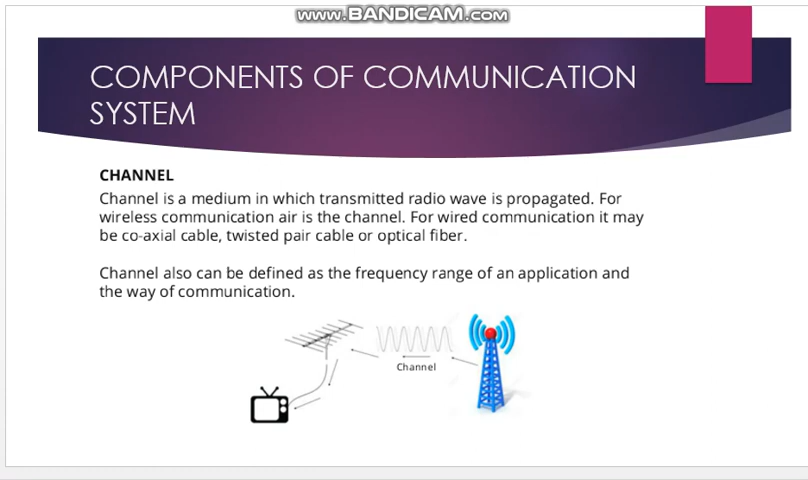 www.BANDICAM.com
COMPONENTS OF COMMUNICATION
SYSTEM
CHANNEL
Channel is a medium in which transmitted radio wave is propagated. For
wireless communication air is the channel. For wired communication it may
be co-axial cable, twisted pair cable or optical fiber.
Channel also can be defined as the frequency range of an application and
the way of communication.
Channel